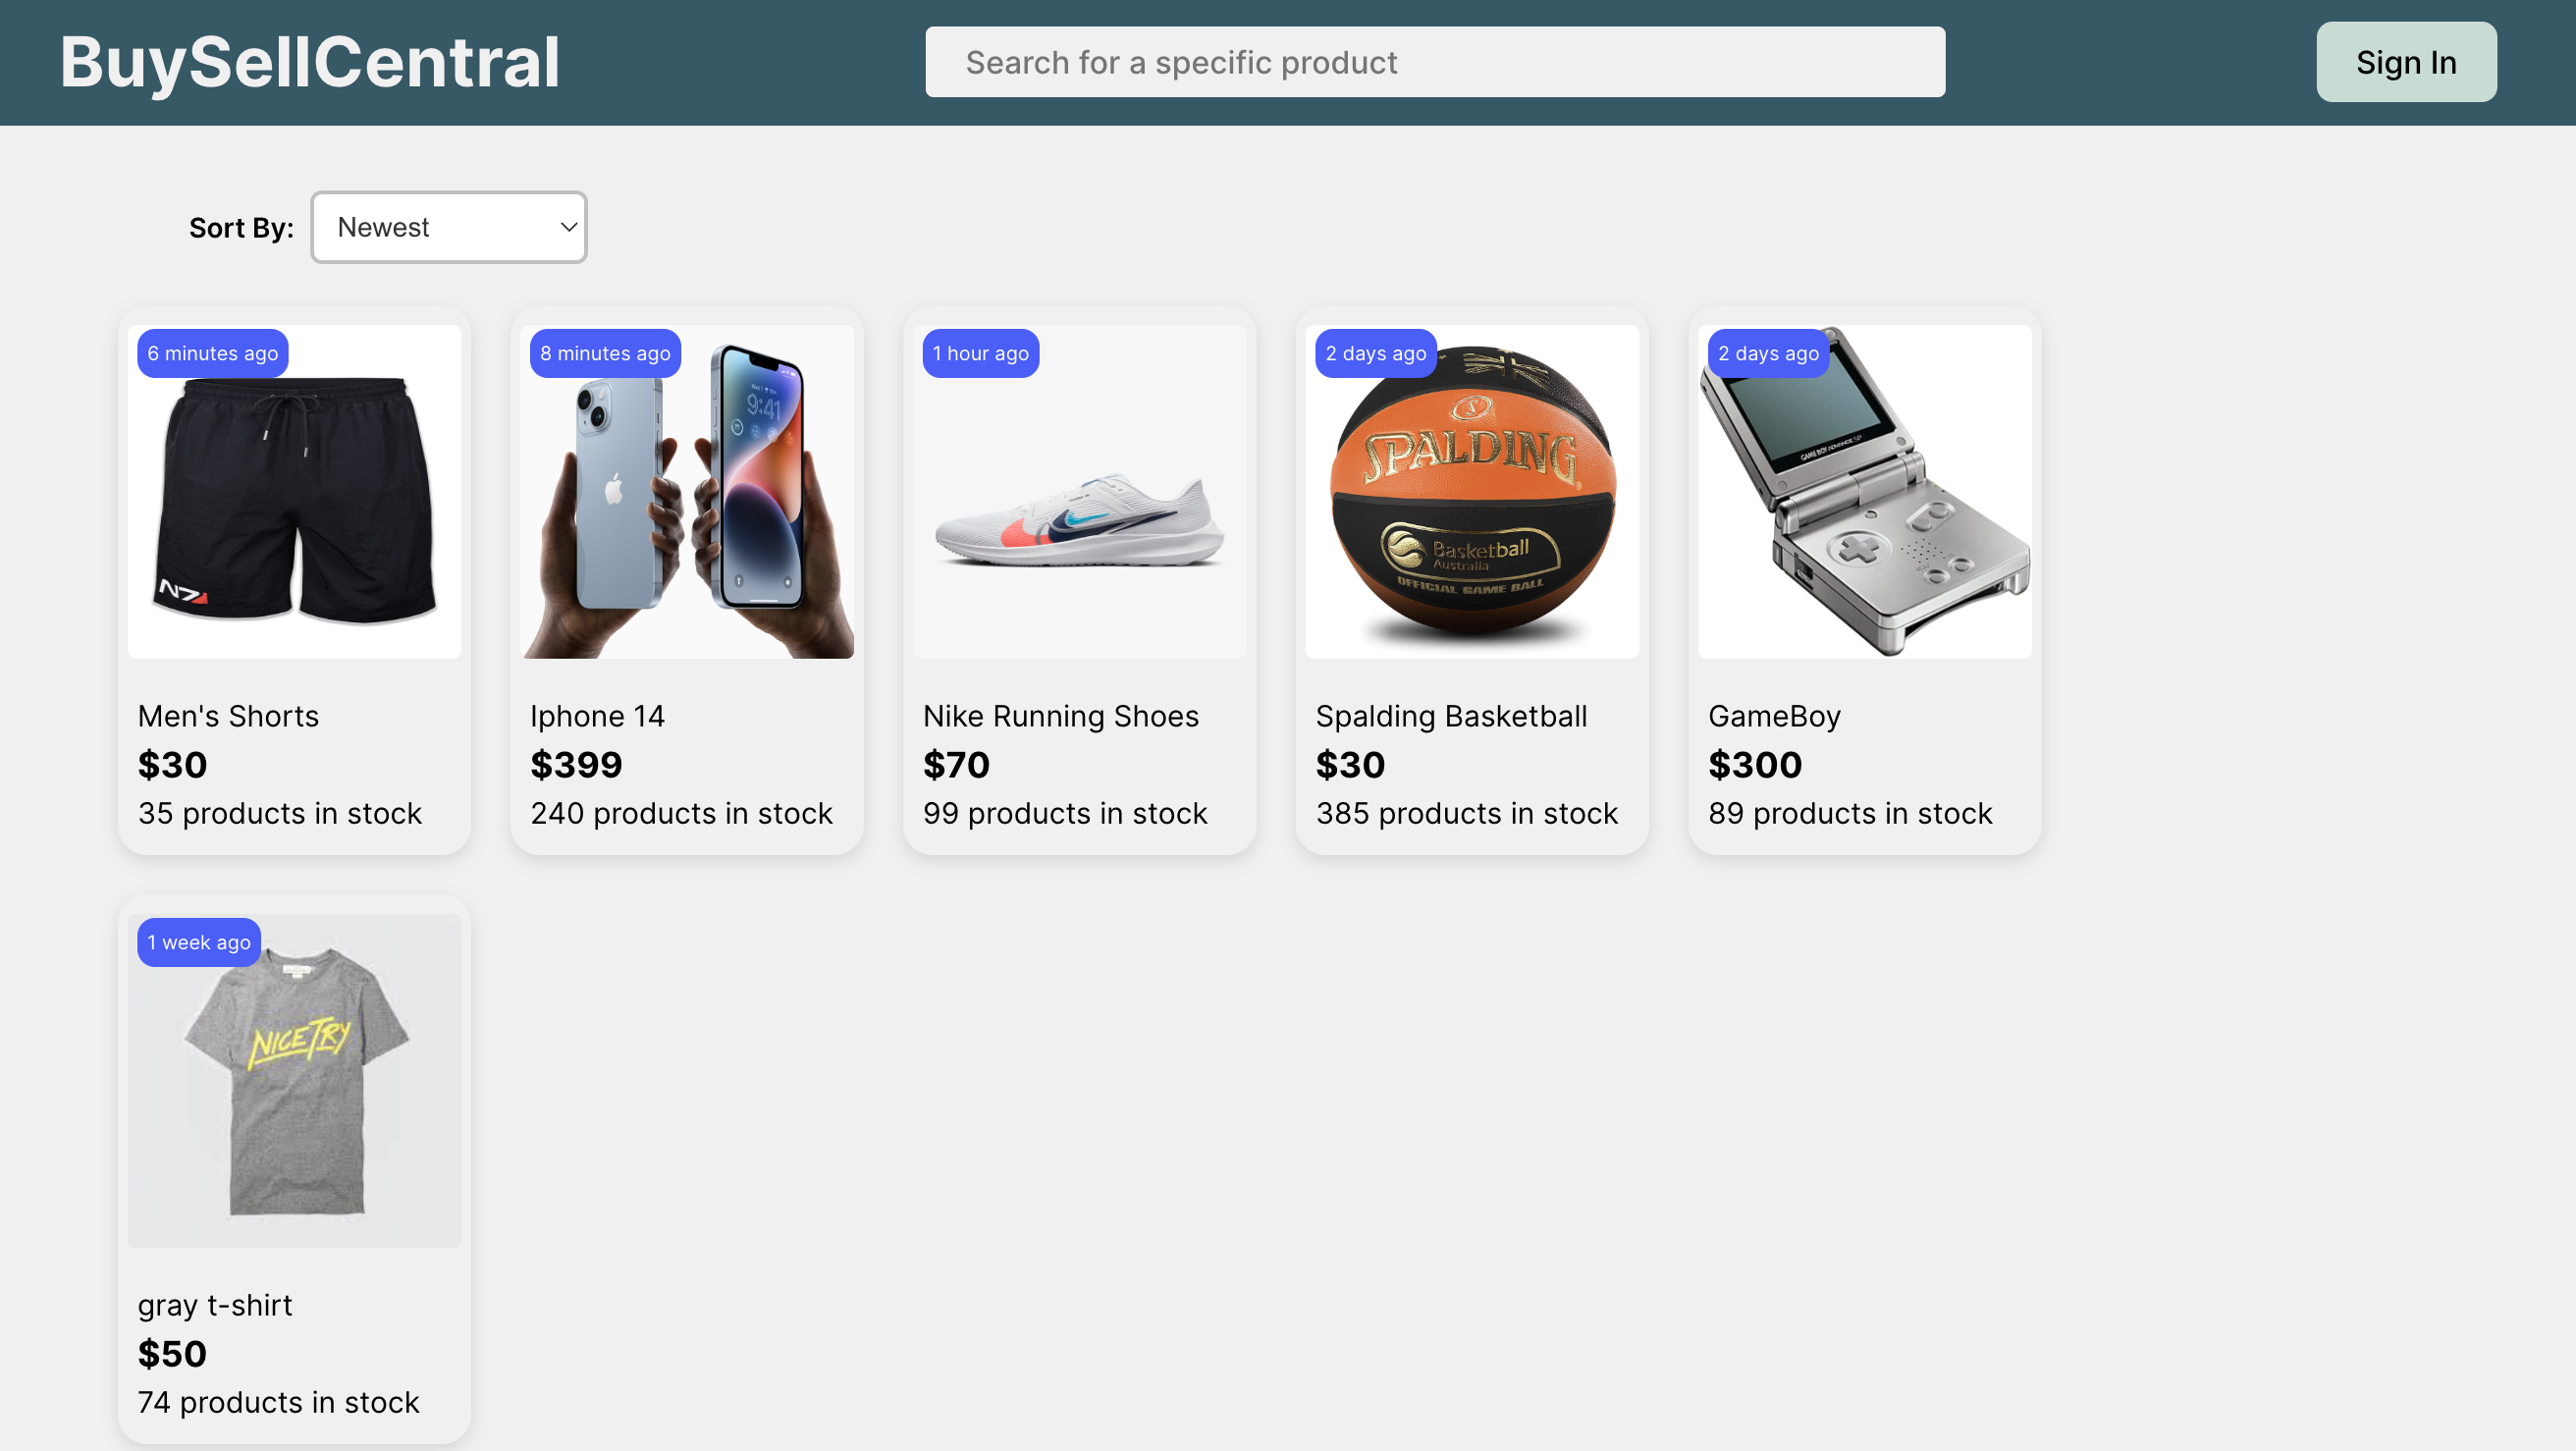 BuySellCentral
Search for a specific product
Sign In
Sort By:
Newest
6 minutes ago
N7
Men's Shorts
$30
35 products in stock
8 minutes ago
9:41
Iphone 14
$399
240 products in stock
1 hour ago
Nike Running Shoes
$70
99 products in stock
2 days ago
SPALDING
Basketball
Australia
OFFICIAL GAME BALL
Spalding Basketball
$30
385 products in stock
2 days ago
GAME BOY ADVANCE SP
GameBoy
$300
89 products in stock
1 week ago
NICE TRY
gray t-shirt
$50
74 products in stock